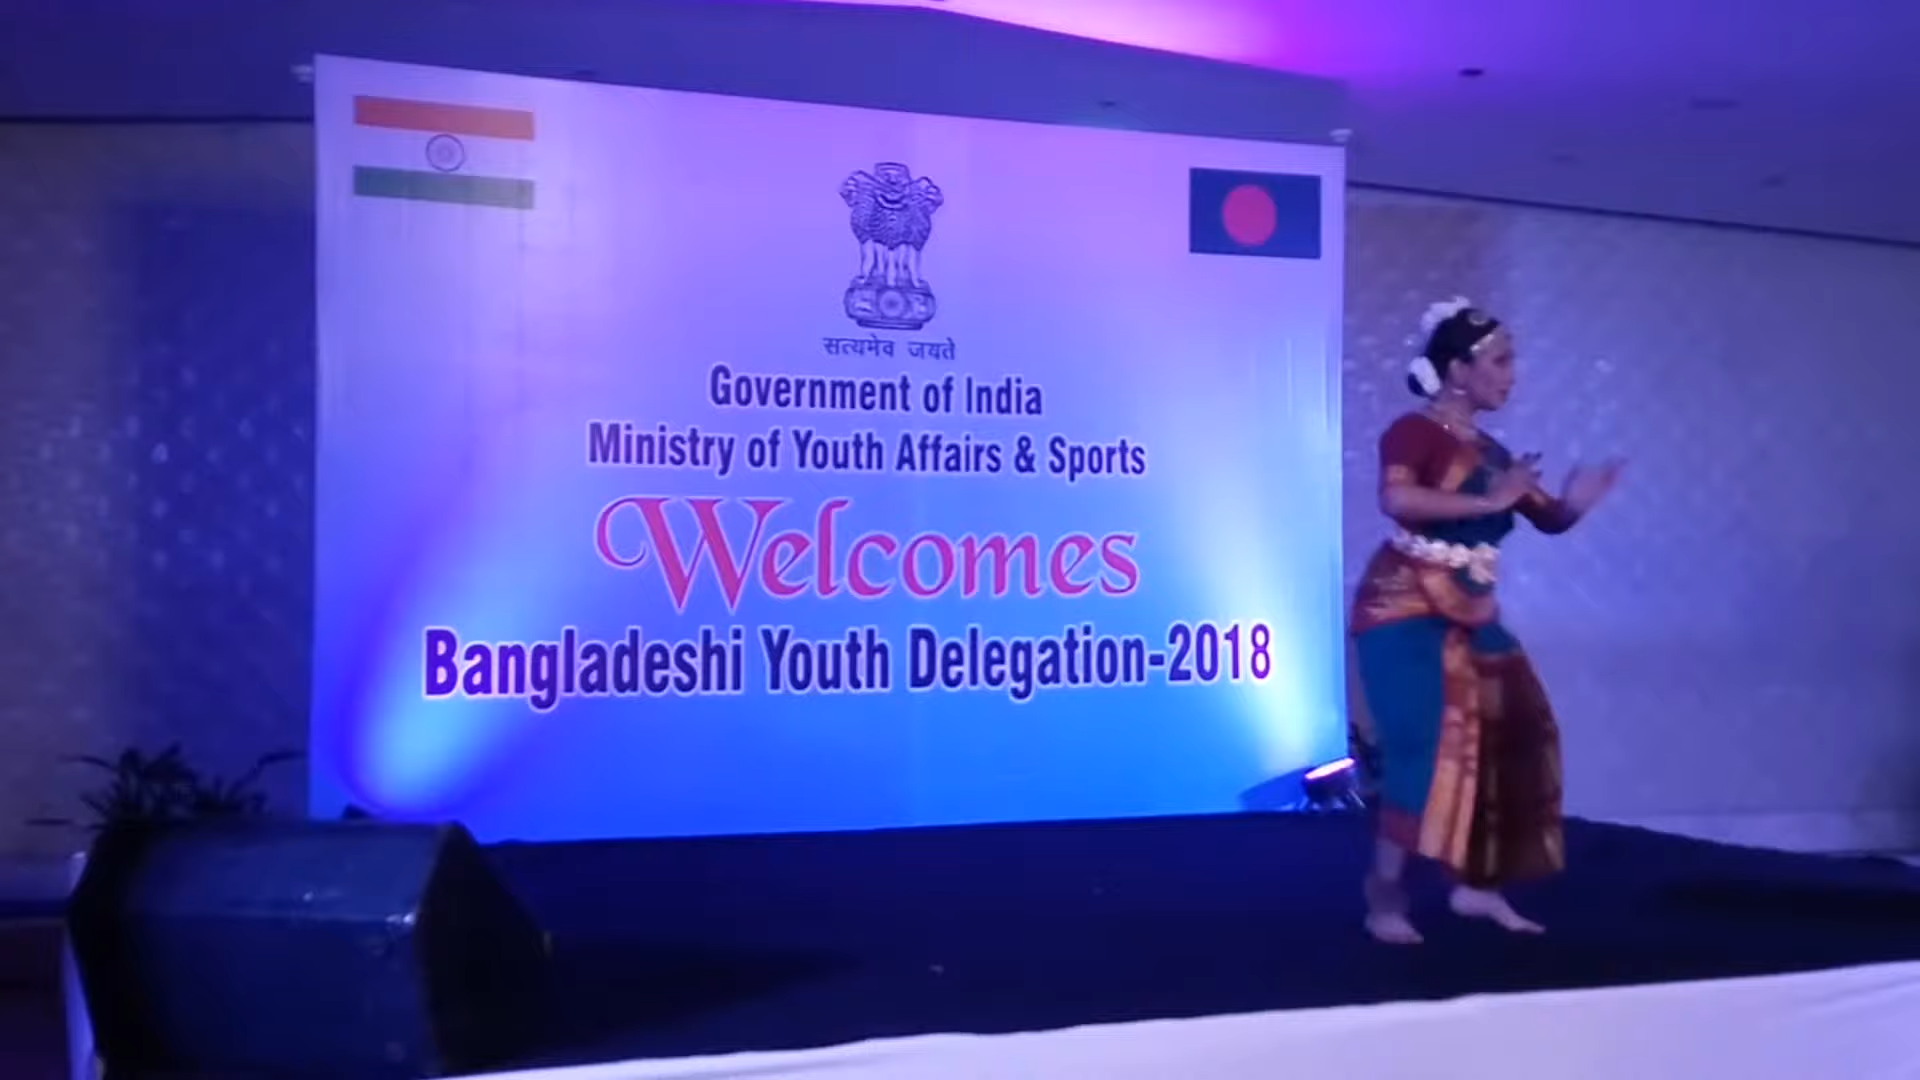 सत्यमेव जयते
Government of India
Ministry of Youth Affairs & Sports
Welcomes
Bangladeshi Youth Delegation-2018